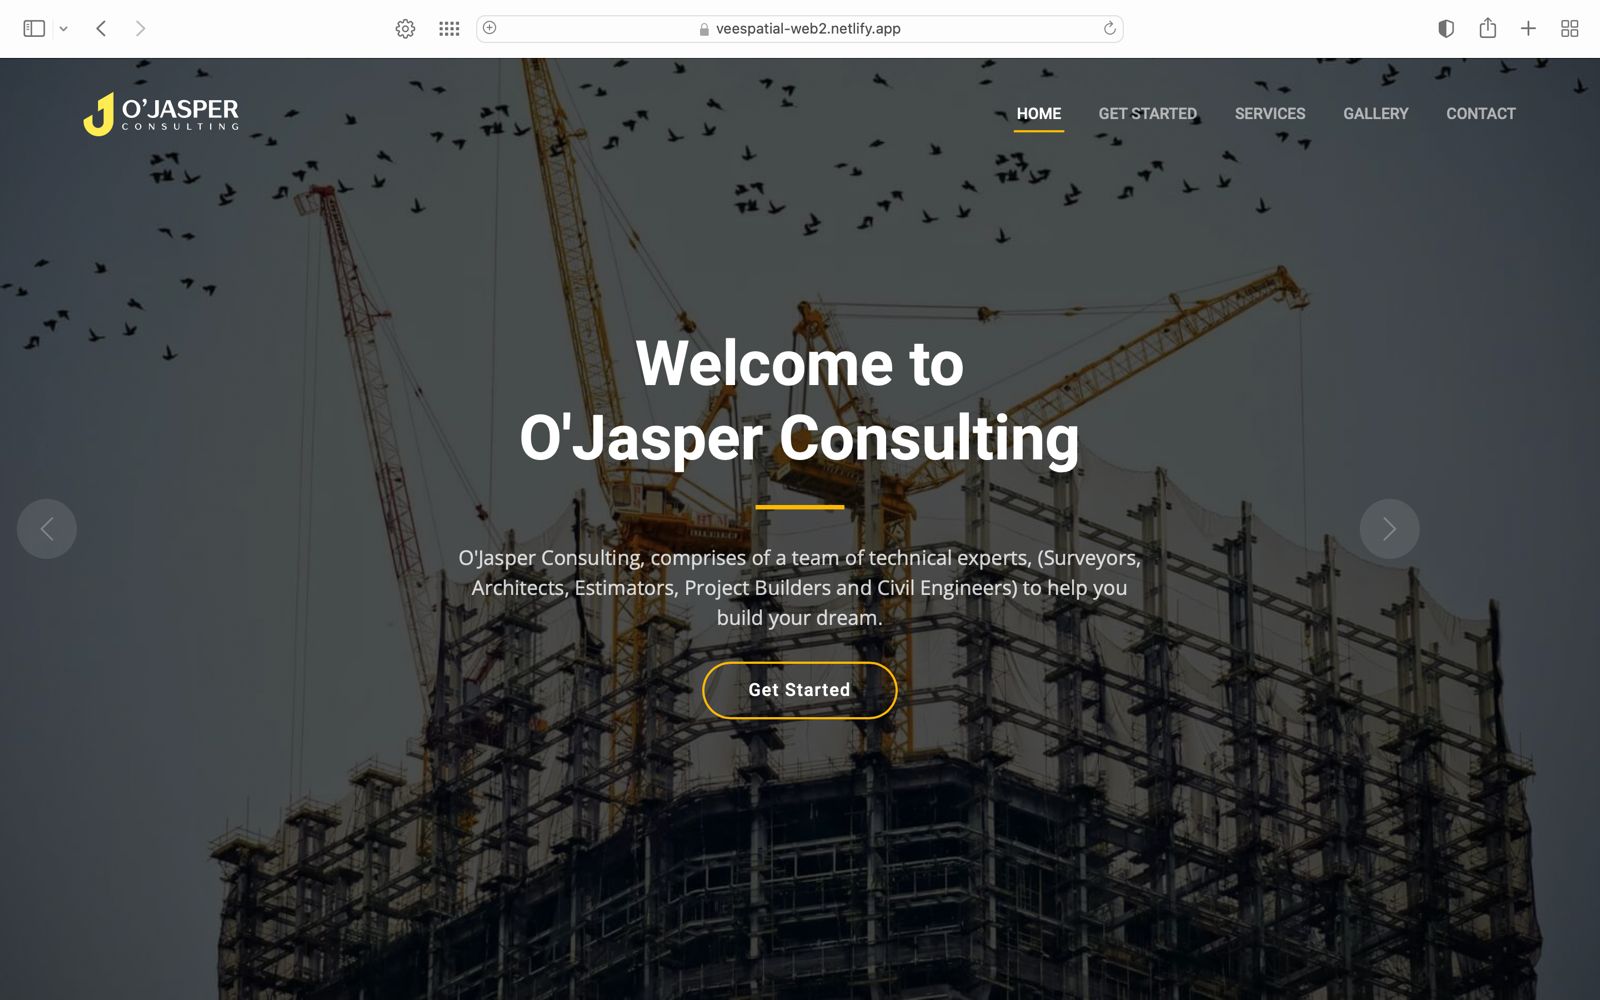 veespatial-web2.netlify.app
O'JASPER
CONSULTING
HOME
GET STARTED
SERVICES
GALLERY
CONTACT
Welcome to
O'Jasper Consulting
O'Jasper Consulting, comprises of a team of technical experts, (Surveyors,
Architects, Estimators, Project Builders and Civil Engineers) to help you
build your dream.
Get Started